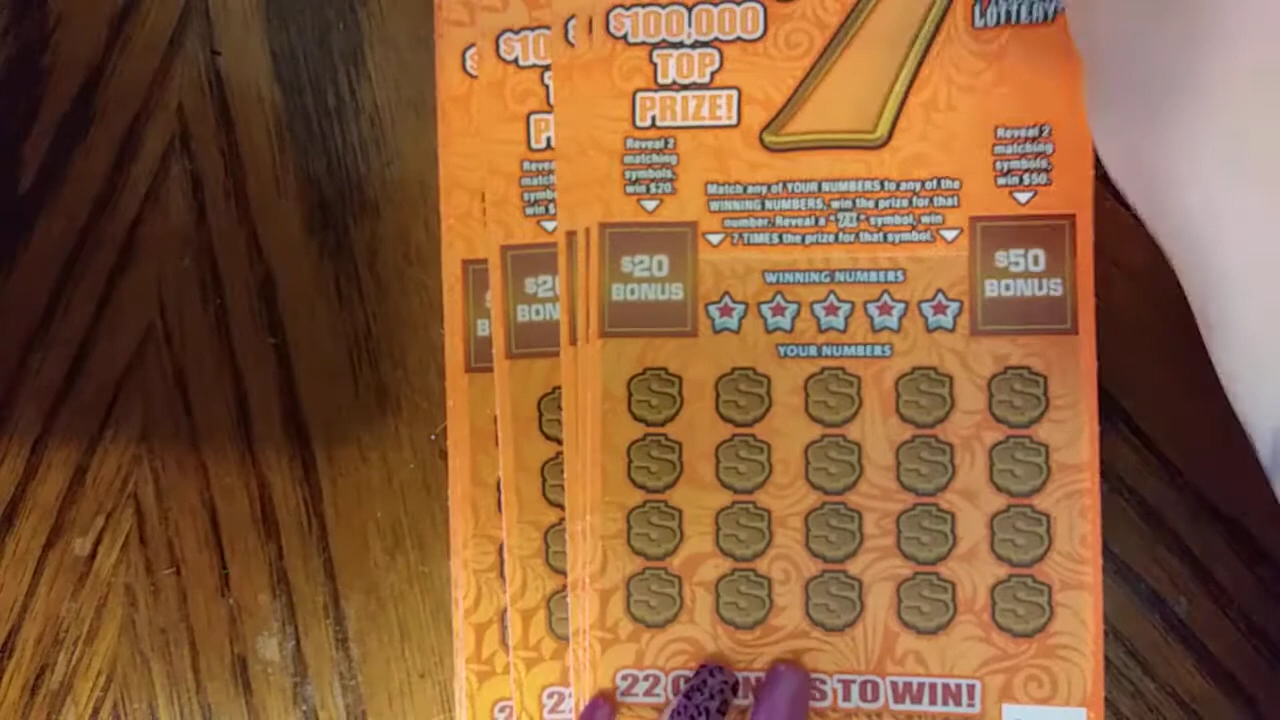 $100,000
TOP
PRIZE!
LOTTERY
Reveal 2
matching
symbols,
win $20.
Match any of YOUR NUMBERS to any of the
WINNING NUMBERS, win the prize for that
number. Reveal a "7X" symbol, win
7 TIMES the prize for that symbol.
Reveal 2
matching
symbols,
win $50.
$20
BONUS
WINNING NUMBERS
$50
BONUS
YOUR NUMBERS
22 TO WIN!